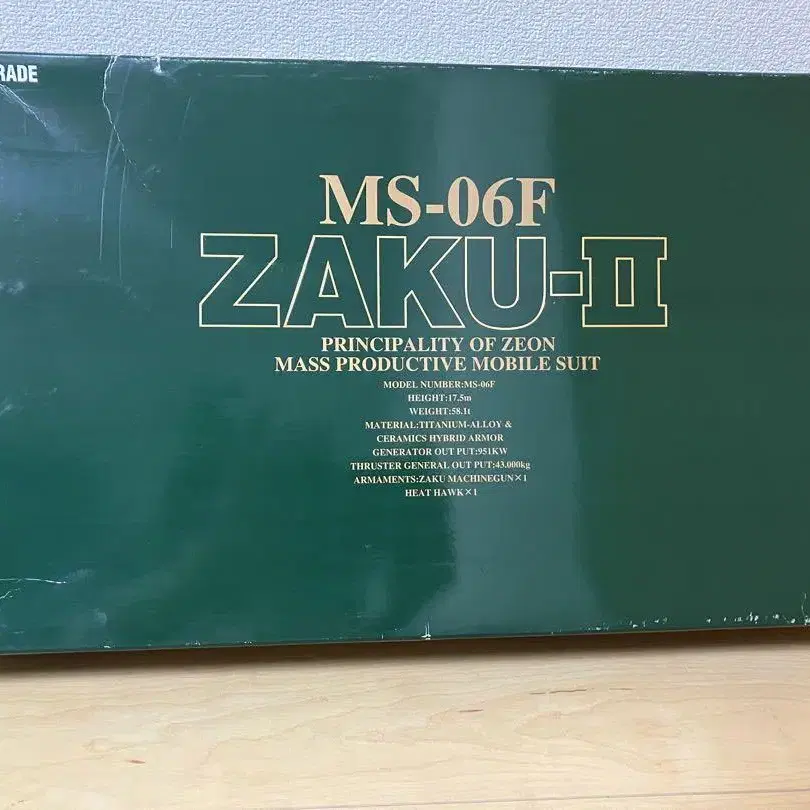 RADE
MS-06F
ZAKU-II
PRINCIPALITY OF ZEON
MASS PRODUCTIVE MOBILE SUIT
MODEL NUMBER:MS-06F
HEIGHT:17.5m
WEIGHT:58.1t
MATERIAL:TITANIUM-ALLOY &
CERAMICS HYBRID ARMOR
GENERATOR OUT PUT:951KW
THRUSTER GENERAL OUT PUT:43.000kg
ARMAMENTS:ZAKU MACHINEGUN×1
HEAT HAWK×1